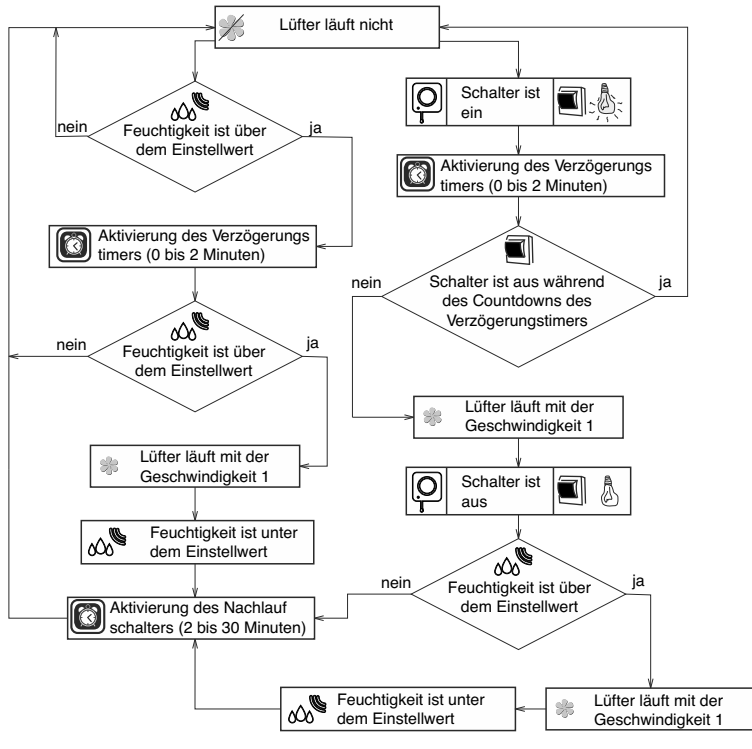 Lüfter läuft nicht
Feuchtigkeit ist über
dem Einstellwert
nein
ja
Aktivierung des Verzögerungs
timers (0 bis 2 Minuten)
Feuchtigkeit ist über
dem Einstellwert
nein
ja
Lüfter läuft mit der
Geschwindigkeit 1
Feuchtigkeit ist unter
dem Einstellwert
Aktivierung des Nachlauf
schalters (2 bis 30 Minuten)
Schalter ist
ein
Aktivierung des Verzögerungs
timers (0 bis 2 Minuten)
nein
ja
Schalter ist aus während
des Countdowns des
Verzögerungstimers
Lüfter läuft mit der
Geschwindigkeit 1
Schalter ist
aus
nein
ja
Feuchtigkeit ist über
dem Einstellwert
Feuchtigkeit ist unter
dem Einstellwert
Lüfter läuft mit der
Geschwindigkeit 1